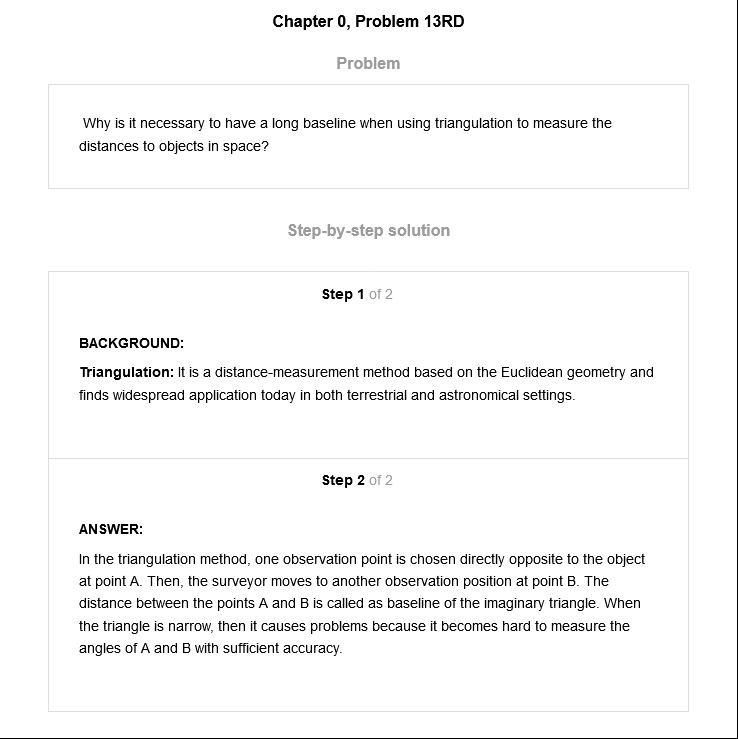 Chapter 0, Problem 13RD
Problem
Why is it necessary to have a long baseline when using triangulation to measure the
distances to objects in space?
Step-by-step solution
Step 1 of 2
BACKGROUND:
Triangulation: It is a distance-measurement method based on the Euclidean geometry and
finds widespread application today in both terrestrial and astronomical settings.
Step 2 of 2
ANSWER:
In the triangulation method, one observation point is chosen directly opposite to the object
at point A. Then, the surveyor moves to another observation position at point B. The
distance between the points A and B is called as baseline of the imaginary triangle. When
the triangle is narrow, then it causes problems because it becomes hard to measure the
angles of A and B with sufficient accuracy.